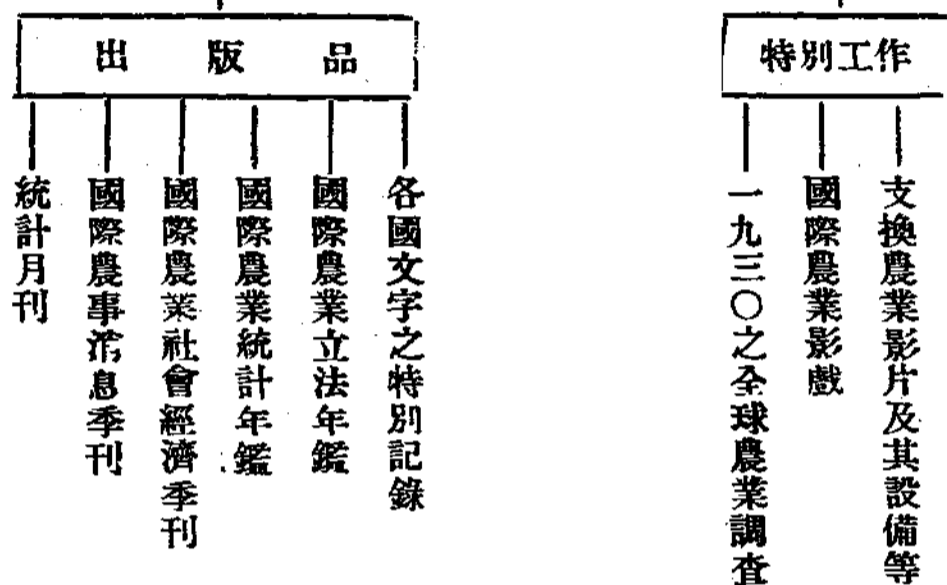 特別工作
支換農業影片及其設備等
國際農業影戲
一九三〇之全球農業調査
出版品
各國文字之特別記錄
國際農業立法年鑑
國際農業統計年鑑
國際農業社會經濟季刊
國際農事消息季刊
統計月刊